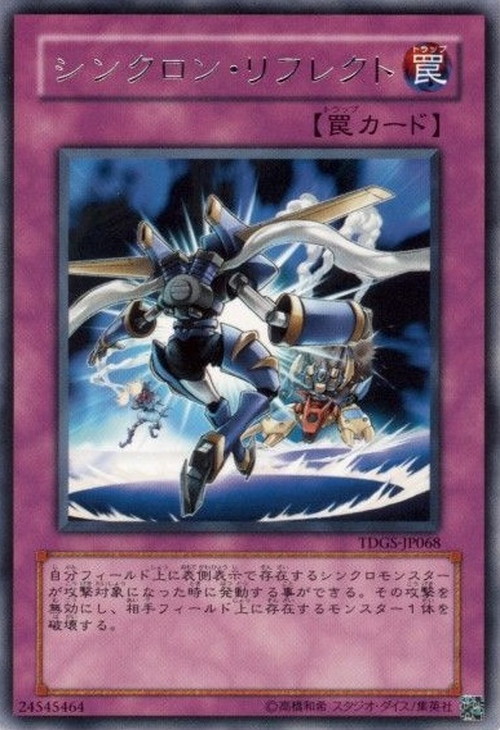 シンクロン・リフレクト
トラップ
罠
トラップ
【罠カード】
TDGS-JP068
自分フィールド上に表側表示で存在するシンクロモンスター
が攻撃対象になった時に発動する事ができる。その攻撃を
無効にし、相手フィールド上に存在するモンスター1体を
破壊する。
24545464
©高橋和希 スタジオ・ダイス/集英社